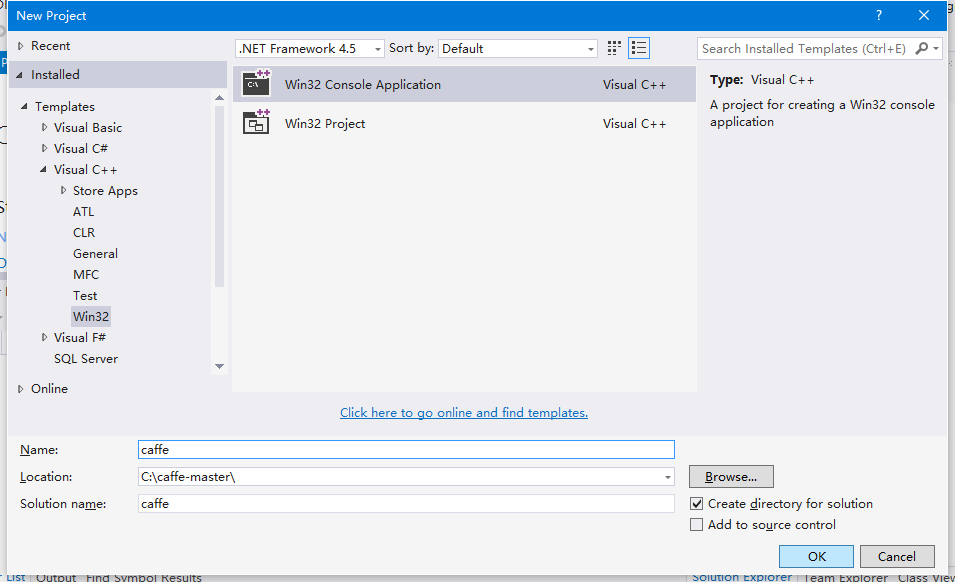 New Project
?
Recent
Installed
Templates
Visual Basic
Visual C#
Visual C++
Store Apps
ATL
CLR
General
MFC
Test
Win32
Visual F#
SQL Server
Online
.NET Framework 4.5 Sort by: Default
Win32 Console Application Visual C++
Win32 Project Visual C++
Click here to go online and find templates.
Search Installed Templates (Ctrl+E)
Type: Visual C++
A project for creating a Win32 console
application
Name: caffe
Location: C:\caffe-master\ Browse...
Solution name: caffe
Create directory for solution
Add to source control
OK Cancel
List Output Find Symbol Results Solution Explorer Team Explorer Class View